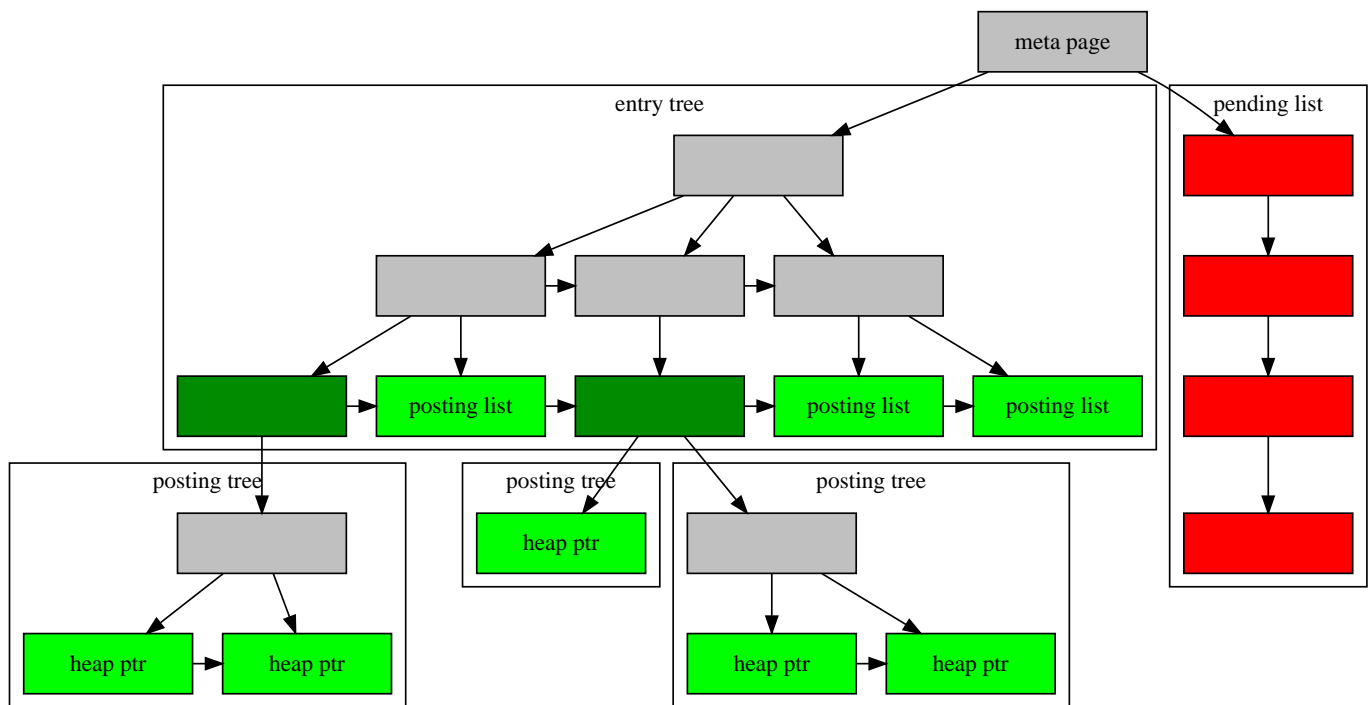 meta page
entry tree
pending list
posting list
posting list
posting list
posting tree
posting tree
posting tree
heap ptr
heap ptr
heap ptr
heap ptr
heap ptr